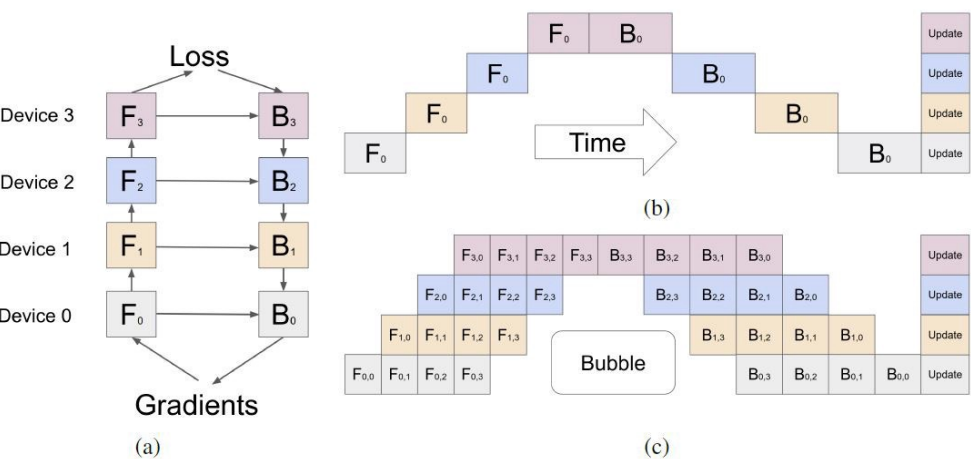 Loss
Device 3 F3 B3
Device 2 F2 B2
Device 1 F1 B1
Device 0 F0 B0
Gradients
(a)
F0 B0 Update
F0 B0 Update
F0 B0 Update
Time
F0 B0 Update
(b)
F3,0 F3,1 F3,2 F3,3 B3,3 B3,2 B3,1 B3,0 Update
F2,0 F2,1 F2,2 F2,3 B2,3 B2,2 B2,1 B2,0 Update
F1,0 F1,1 F1,2 F1,3 B1,3 B1,2 B1,1 B1,0 Update
Bubble
F0,0 F0,1 F0,2 F0,3 B0,3 B0,2 B0,1 B0,0 Update
(c)